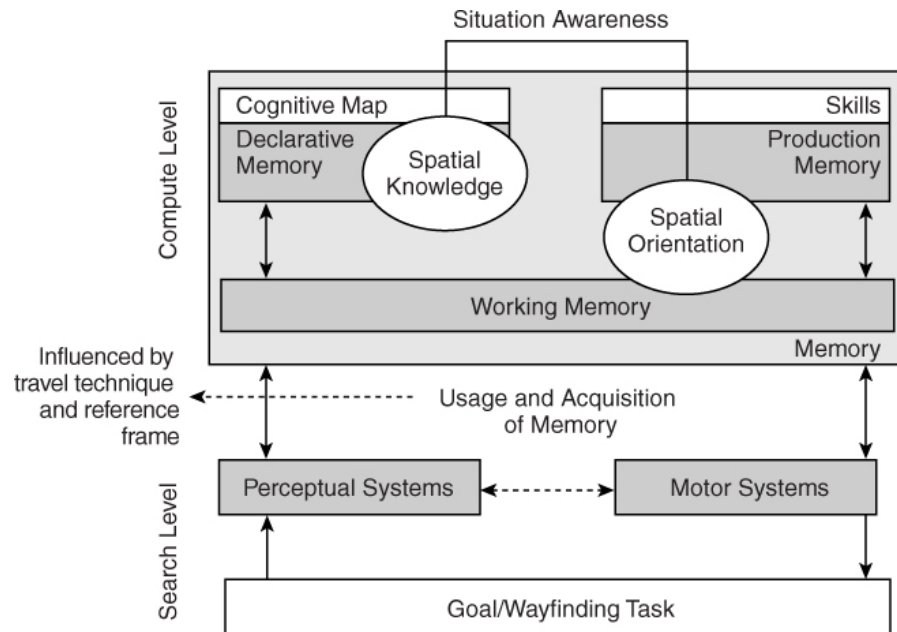 Situation Awareness
Compute Level
Cognitive Map
Declarative
Memory
Spatial
Knowledge
Skills
Production
Memory
Spatial
Orientation
Working Memory
Memory
Influenced by
travel technique
and reference
frame
Usage and Acquisition
of Memory
Search Level
Perceptual Systems
Motor Systems
Goal/Wayfinding Task